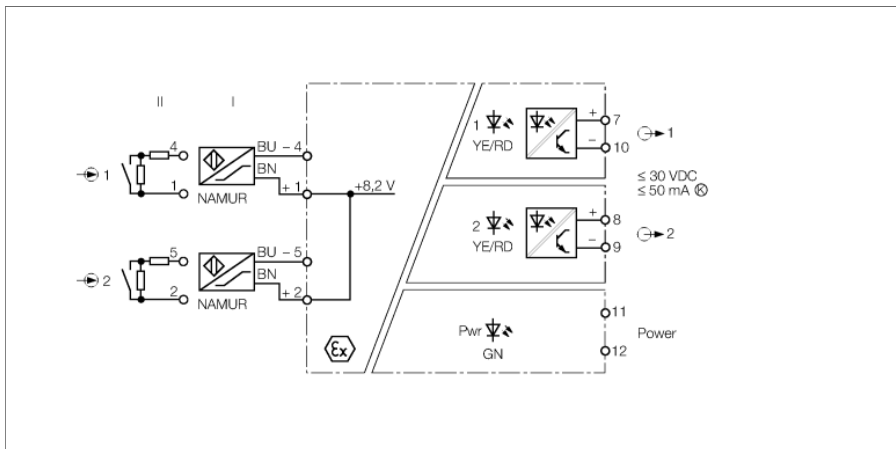 II I
4
BU - 4
1
1
BN
+ 1
NAMUR
+8,2 V
5
BU - 5
2
2
BN
+ 2
NAMUR
Ex
1
YE/RD
+ 7
- 10
1
≤ 30 VDC
≤ 50 mA Ⓚ
2
YE/RD
+ 8
- 9
2
Pwr
GN
11
12
Power